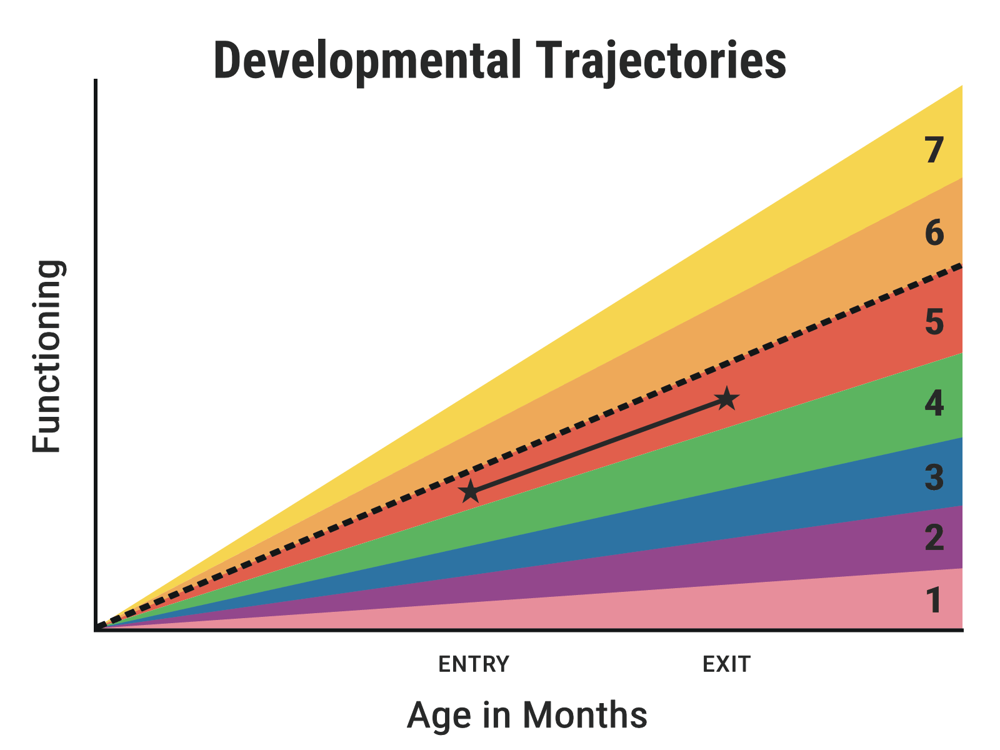 Developmental Trajectories
Functioning
7
6
5
4
3
2
1
ENTRY
EXIT
Age in Months